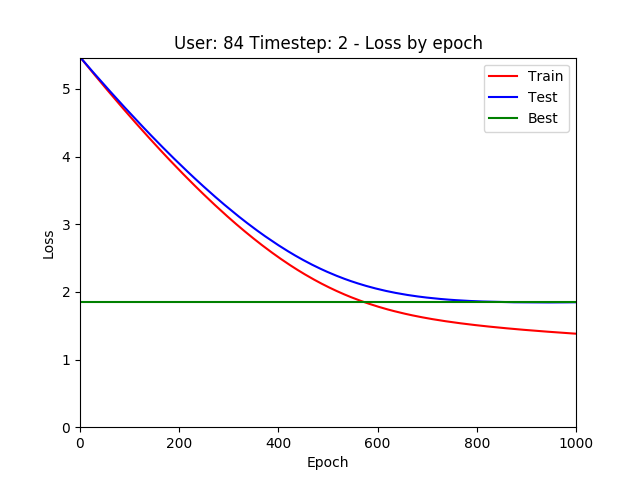 User: 84 Timestep: 2 - Loss by epoch
Train
Test
Best
Loss
5
4
3
2
1
0
0 200 400 600 800 1000
Epoch